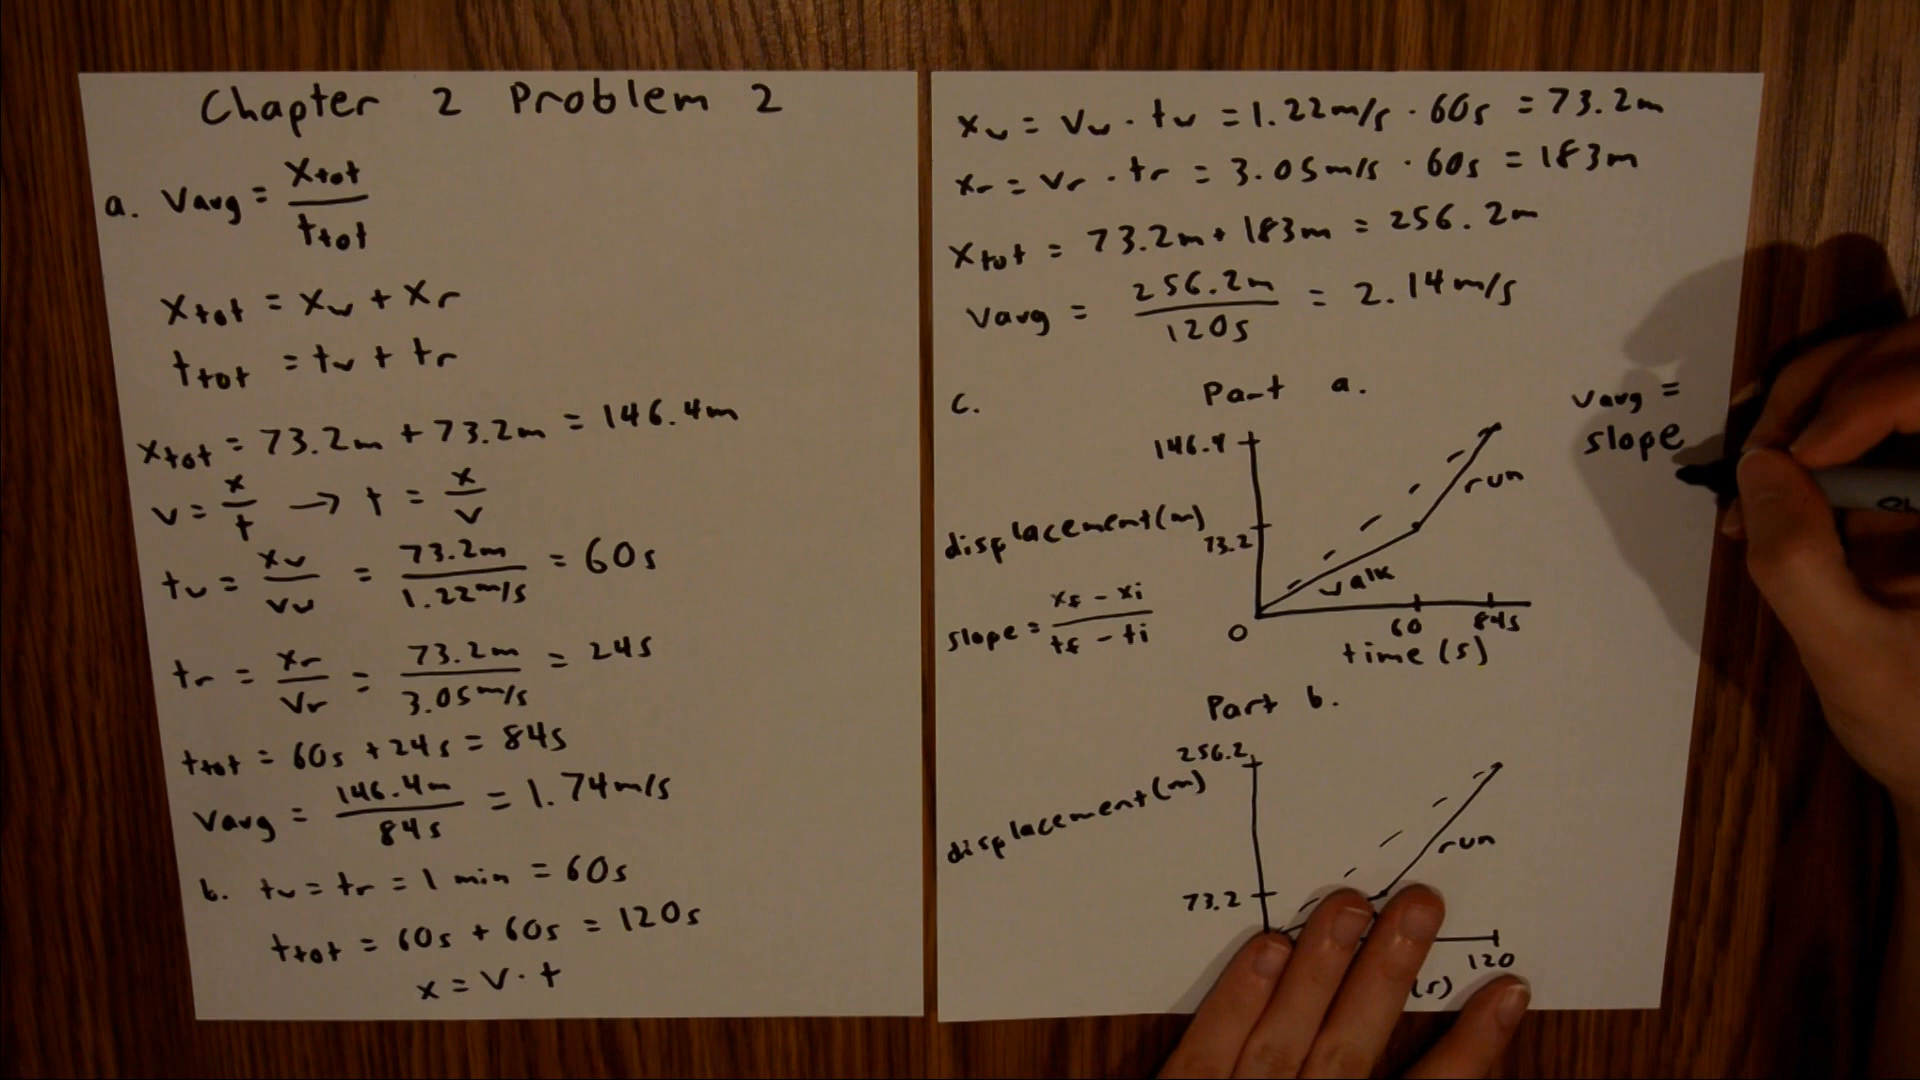 Chapter 2 Problem 2
a. Vavg = xtot / ttot
xtot = xw + xr
ttot = tw + tr
xtot = 73.2m + 73.2m = 146.4m
v = x/t → t = x/v
tw = xw/vw = 73.2m / 1.22m/s = 60s
tr = xr/vr = 73.2m / 3.05m/s = 24s
ttot = 60s + 24s = 84s
Vavg = 146.4m / 84s = 1.74m/s
b. tw = tr = 1 min = 60s
ttot = 60s + 60s = 120s
x = v · t
xw = vw · tw = 1.22m/s · 60s = 73.2m
xr = vr · tr = 3.05m/s · 60s = 183m
xtot = 73.2m + 183m = 256.2m
Vavg = 256.2m / 120s = 2.14m/s
c. Part a.
Vavg =
slope
146.4
run
displacement(m)
73.2
walk
slope = xf - xi / tf - ti
0 60 84s
time (s)
Part b.
256.2
displacement(m)
run
73.2
120
(s)